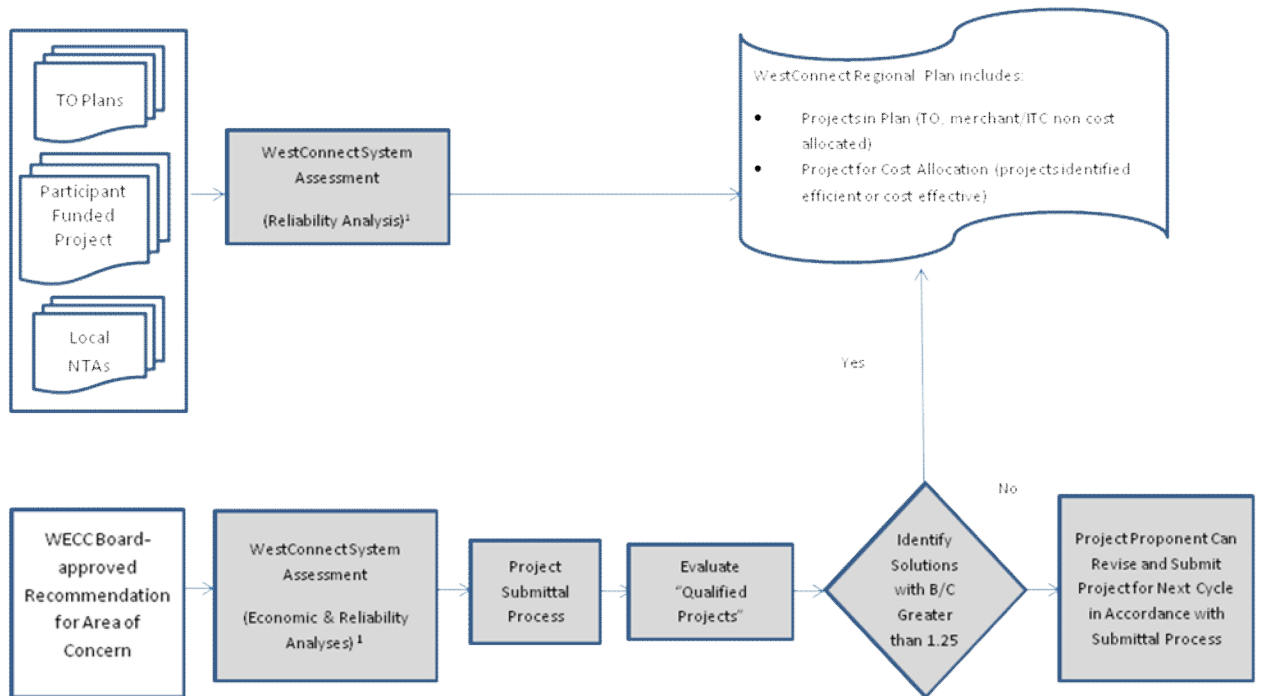 TO Plans
Participant
Funded
Project
Local
NTAs
WestConnect System
Assessment
(Reliability Analysis)¹
WestConnect Regional Plan includes:
• Projects in Plan (TO, merchant/ITC non cost
allocated)
• Project for Cost Allocation (projects identified
efficient or cost effective)
Yes
No
WECC Board-
approved
Recommendation
for Area of
Concern
WestConnect System
Assessment
(Economic & Reliability
Analyses)¹
Project
Submittal
Process
Evaluate
“Qualified
Projects”
Identify
Solutions
with B/C
Greater
than 1.25
Project Proponent Can
Revise and Submit
Project for Next Cycle
in Accordance with
Submittal Process